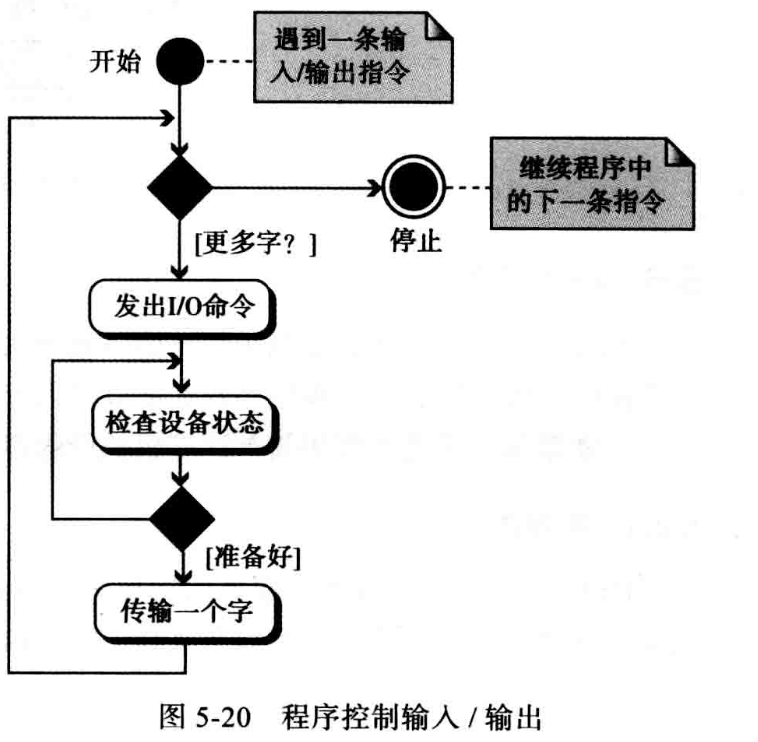 开始
遇到一条输
入/输出指令
继续程序中
的下一条指令
停止
[更多字？]
发出I/O命令
检查设备状态
[准备好]
传输一个字
图 5-20 程序控制输入 / 输出